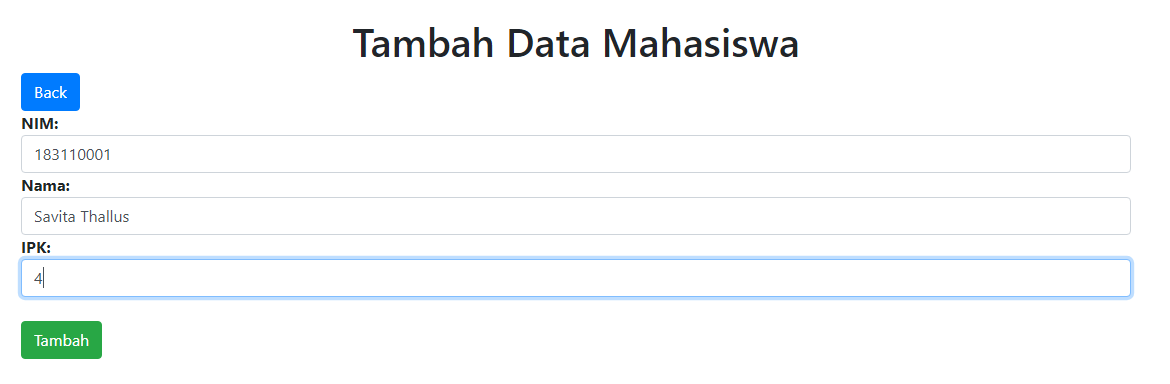 Tambah Data Mahasiswa
Back
NIM:
183110001
Nama:
Savita Thallus
IPK:
4
Tambah